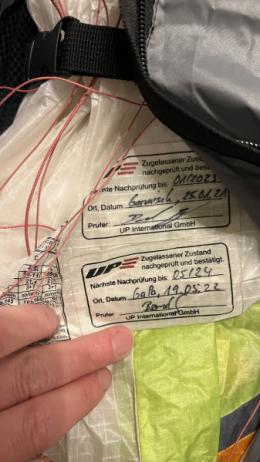 UP Zugelassener Zustand
nachgeprüft und bestätigt.
Nächste Nachprüfung bis: 01/2023
Ort, Datum: Garmisch, 25.01.21
Prüfer:
UP International GmbH
UP Zugelassener Zustand
nachgeprüft und bestätigt.
Nächste Nachprüfung bis: 05/24
Ort, Datum: 19.05.22
Prüfer:
UP International GmbH